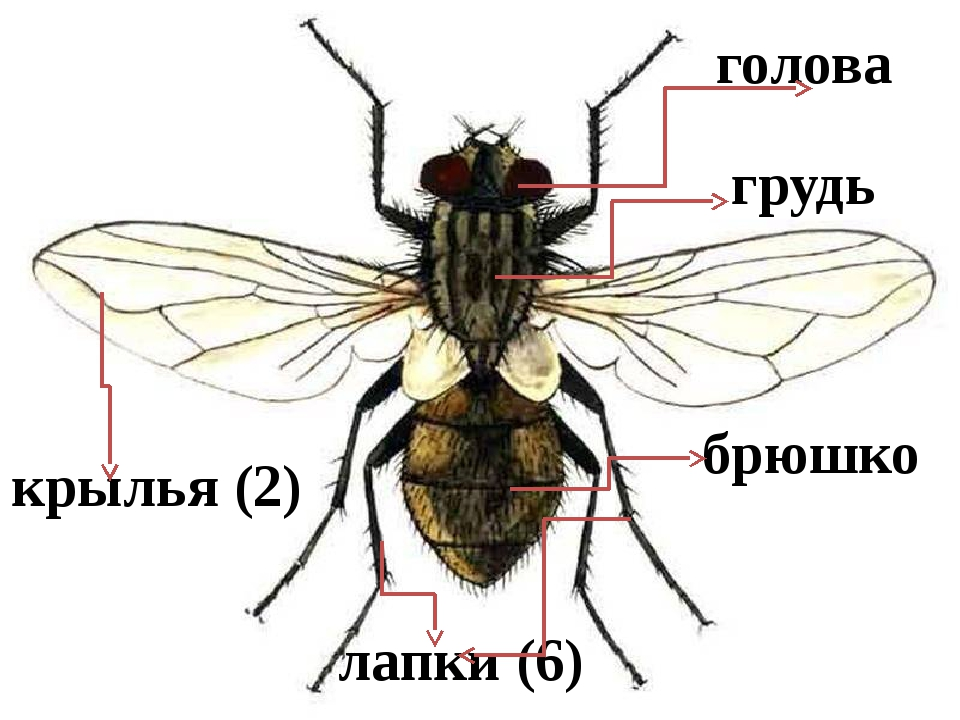 голова
грудь
брюшко
крылья (2)
лапки (6)